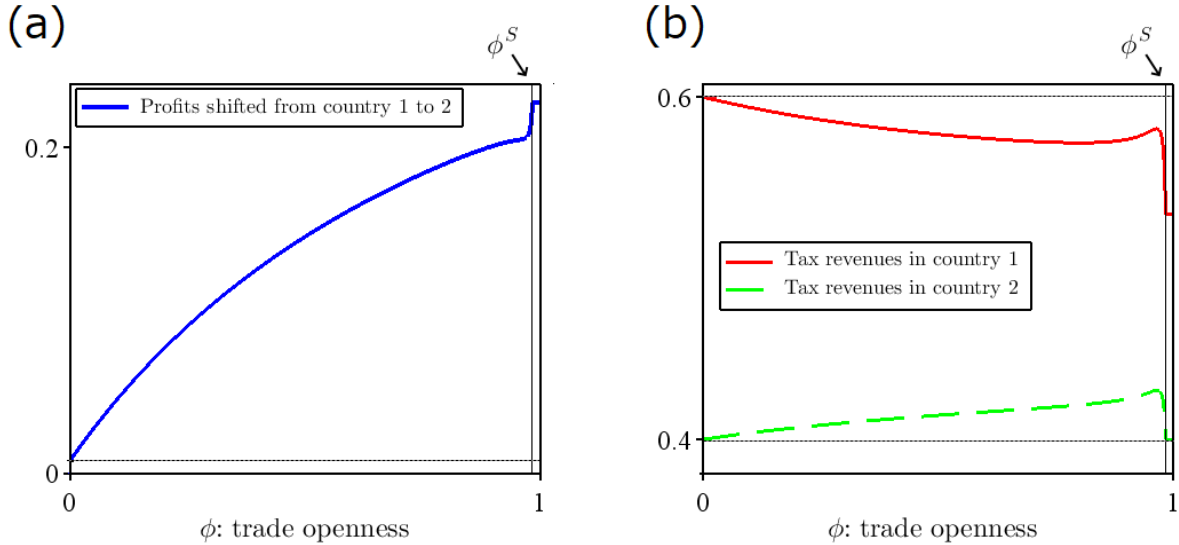 (a)
ϕ^S
Profits shifted from country 1 to 2
0.2
0
0
1
ϕ: trade openness
(b)
ϕ^S
0.6
Tax revenues in country 1
Tax revenues in country 2
0.4
0
1
ϕ: trade openness